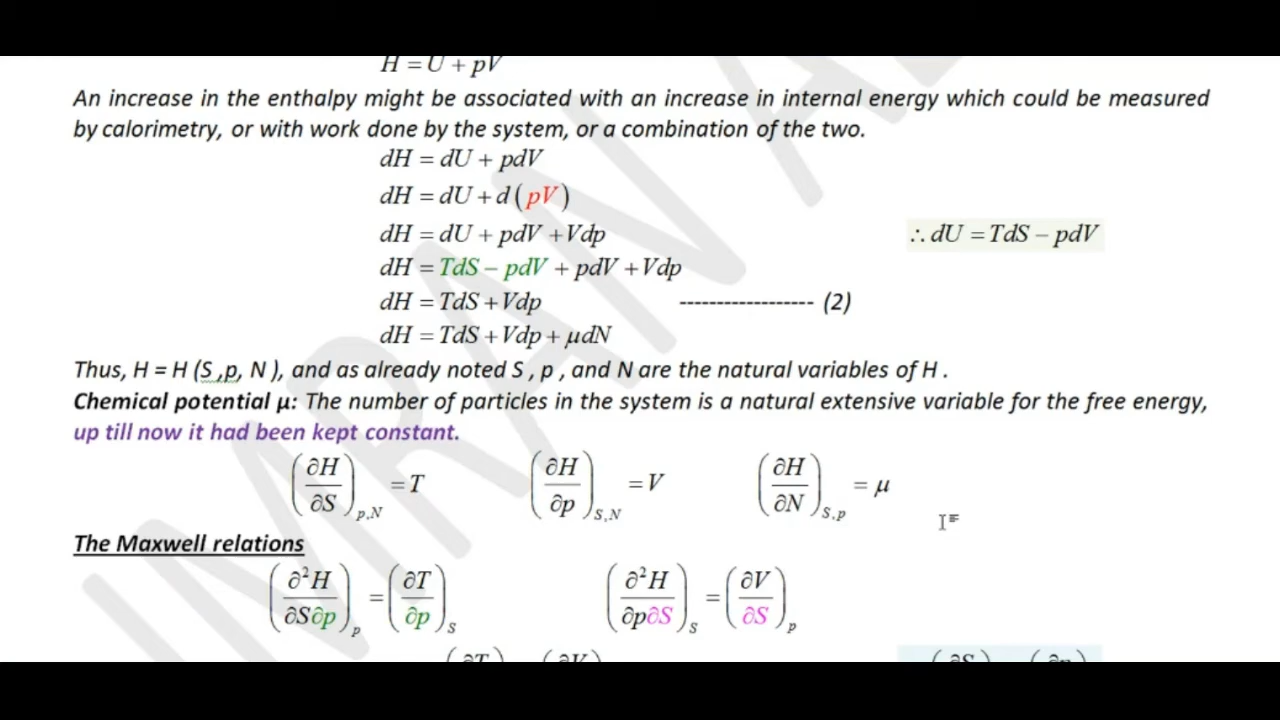 H = U + pV
An increase in the enthalpy might be associated with an increase in internal energy which could be measured
by calorimetry, or with work done by the system, or a combination of the two.
dH = dU + pdV
dH = dU + d(pV)
dH = dU + pdV + Vdp ∴ dU = TdS − pdV
dH = TdS − pdV + pdV + Vdp
dH = TdS + Vdp ------------------ (2)
dH = TdS + Vdp + μdN
Thus, H = H (S ,p, N ), and as already noted S , p , and N are the natural variables of H .
Chemical potential μ: The number of particles in the system is a natural extensive variable for the free energy,
up till now it had been kept constant.
(∂H/∂S)_{p,N} = T (∂H/∂p)_{S,N} = V (∂H/∂N)_{S,p} = μ
The Maxwell relations
(∂²H/∂S∂p)_p = (∂T/∂p)_S (∂²H/∂p∂S)_S = (∂V/∂S)_p